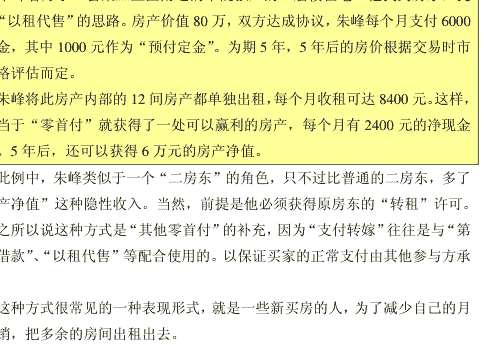 “以租代售”的思路。房产价值 80 万，双方达成协议，朱峰每个月支付 6000
金，其中 1000 元作为“预付定金”。为期 5 年，5 年后的房价根据交易时市
格评估而定。
朱峰将此房产内部的 12 间房产都单独出租，每个月收租可达 8400 元。这样，
当于“零首付”就获得了一处可以赢利的房产，每个月有 2400 元的净现金
。5 年后，还可以获得 6 万元的房产净值。
此例中，朱峰类似于一个“二房东”的角色，只不过比普通的二房东，多了
产净值”这种隐性收入。当然，前提是他必须获得原房东的“转租”许可。
之所以说这种方式是“其他零首付”的补充，因为“支付转嫁”往往是与“第
借款”、“以租代售”等配合使用的。以保证买家的正常支付由其他参与方承
这种方式很常见的一种表现形式，就是一些新买房的人，为了减少自己的月
销，把多余的房间出租出去。